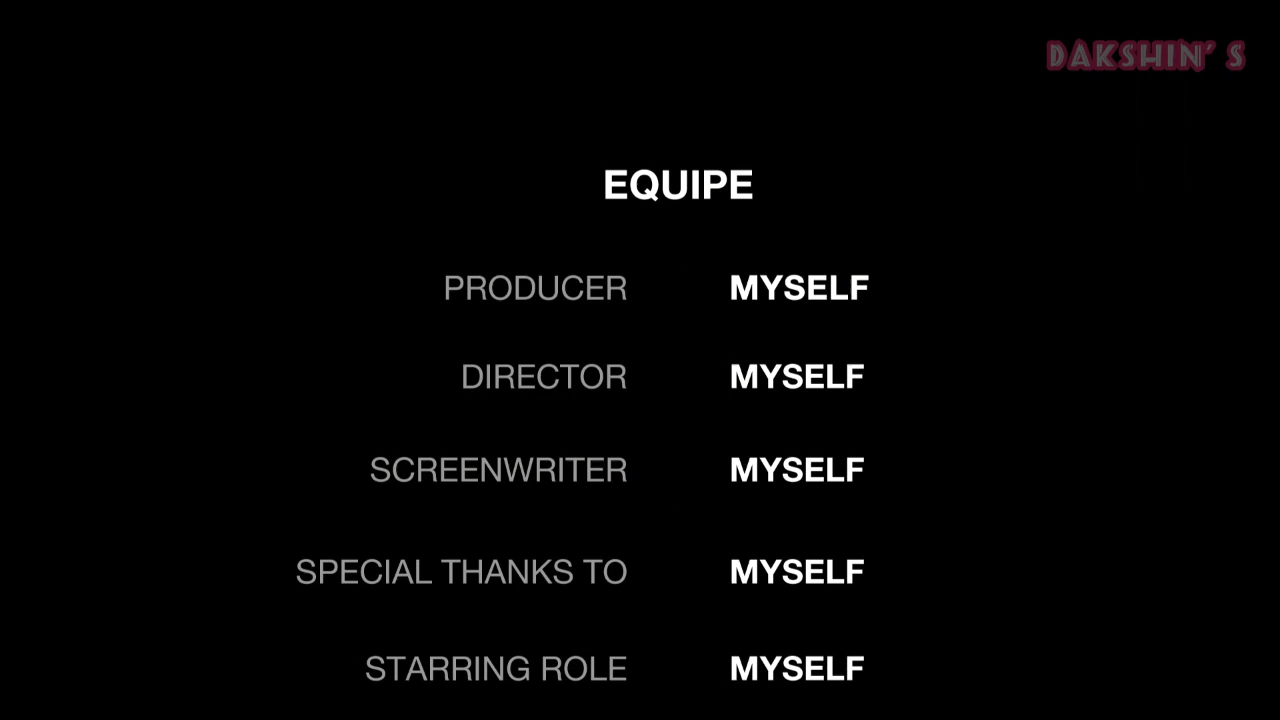 DAKSHIN' S
EQUIPE
PRODUCER MYSELF
DIRECTOR MYSELF
SCREENWRITER MYSELF
SPECIAL THANKS TO MYSELF
STARRING ROLE MYSELF